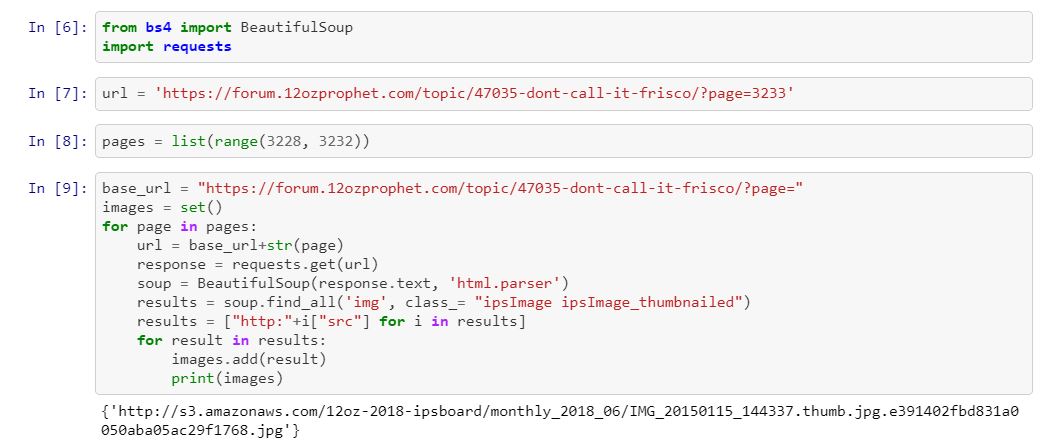 In [6]: from bs4 import BeautifulSoup
import requests
In [7]: url = 'https://forum.12ozprophet.com/topic/47035-dont-call-it-frisco/?page=3233'
In [8]: pages = list(range(3228, 3232))
In [9]: base_url = "https://forum.12ozprophet.com/topic/47035-dont-call-it-frisco/?page="
images = set()
for page in pages:
    url = base_url+str(page)
    response = requests.get(url)
    soup = BeautifulSoup(response.text, 'html.parser')
    results = soup.find_all('img', class_= "ipsImage ipsImage_thumbnailed")
    results = ["http:"+i["src"] for i in results]
    for result in results:
        images.add(result)
        print(images)
{'http://s3.amazonaws.com/12oz-2018-ipsboard/monthly_2018_06/IMG_20150115_144337.thumb.jpg.e391402fbd831a0
050aba05ac29f1768.jpg'}